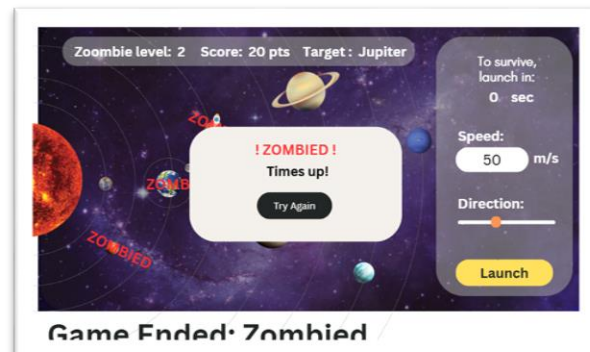 Zoombie level: 2 Score: 20 pts Target : Jupiter
To survive,
launch in:
0 sec
Speed:
50 m/s
Direction:
Launch
! ZOMBIED !
Times up!
Try Again
ZOMBIED
Game Ended: Zombied